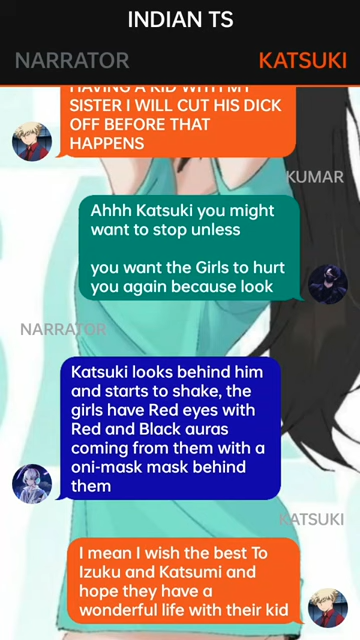 INDIAN TS
NARRATOR
KATSUKI
HAVING A KID WITH MY
SISTER I WILL CUT HIS DICK
OFF BEFORE THAT
HAPPENS
KUMAR
Ahhh Katsuki you might
want to stop unless
you want the Girls to hurt
you again because look
NARRATOR
Katsuki looks behind him
and starts to shake, the
girls have Red eyes with
Red and Black auras
coming from them with a
oni-mask mask behind
them
KATSUKI
I mean I wish the best To
Izuku and Katsumi and
hope they have a
wonderful life with their kid